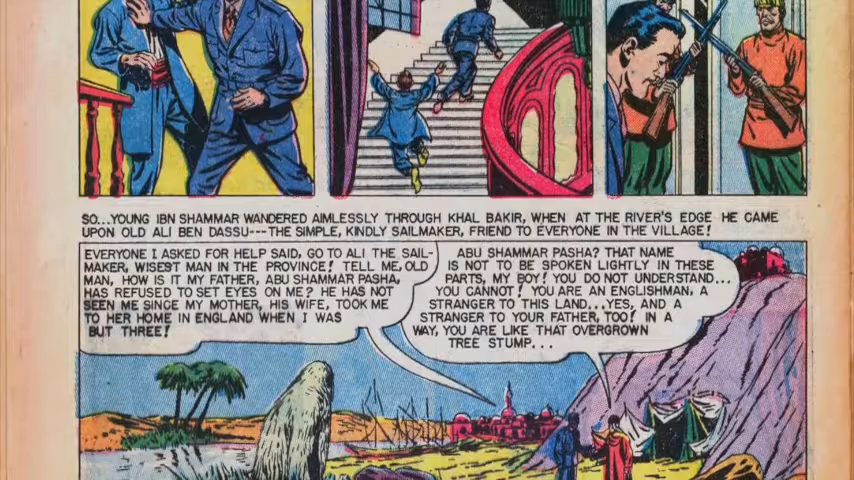 SO...YOUNG IBN SHAMMAR WANDERED AIMLESSLY THROUGH KHAL BAKIR, WHEN AT THE RIVER'S EDGE HE CAME
UPON OLD ALI BEN DASSU---THE SIMPLE, KINDLY SAILMAKER, FRIEND TO EVERYONE IN THE VILLAGE!
EVERYONE I ASKED FOR HELP SAID, GO TO ALI THE SAIL-
MAKER, WISEST MAN IN THE PROVINCE! TELL ME, OLD
MAN, HOW IS IT MY FATHER, ABU SHAMMAR PASHA,
HAS REFUSED TO SET EYES ON ME? HE HAS NOT
SEEN ME SINCE MY MOTHER, HIS WIFE, TOOK ME
TO HER HOME IN ENGLAND WHEN I WAS
BUT THREE!
ABU SHAMMAR PASHA? THAT NAME
IS NOT TO BE SPOKEN LIGHTLY IN THESE
PARTS, MY BOY! YOU DO NOT UNDERSTAND...
YOU CANNOT! YOU ARE AN ENGLISHMAN, A
STRANGER TO THIS LAND...YES, AND A
STRANGER TO YOUR FATHER, TOO! IN A
WAY, YOU ARE LIKE THAT OVERGROWN
TREE STUMP...